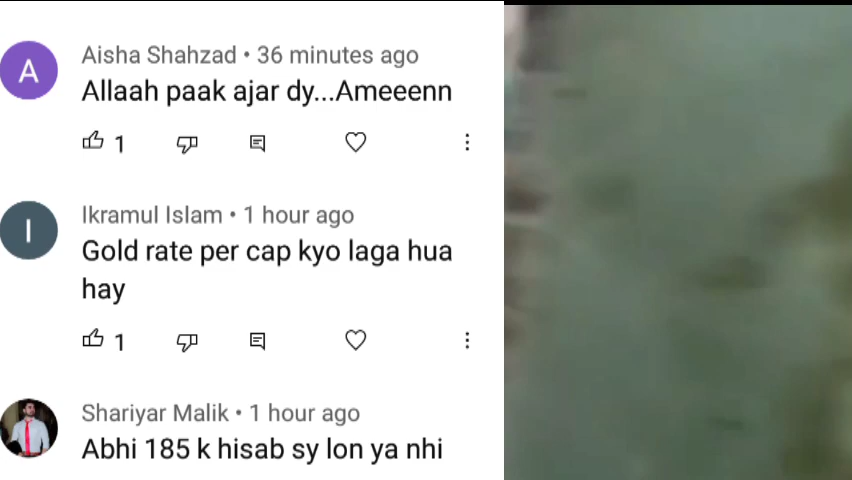 A
Aisha Shahzad • 36 minutes ago
Allaah paak ajar dy...Ameeenn
1
I
Ikramul Islam • 1 hour ago
Gold rate per cap kyo laga hua
hay
1
Shariyar Malik • 1 hour ago
Abhi 185 k hisab sy lon ya nhi